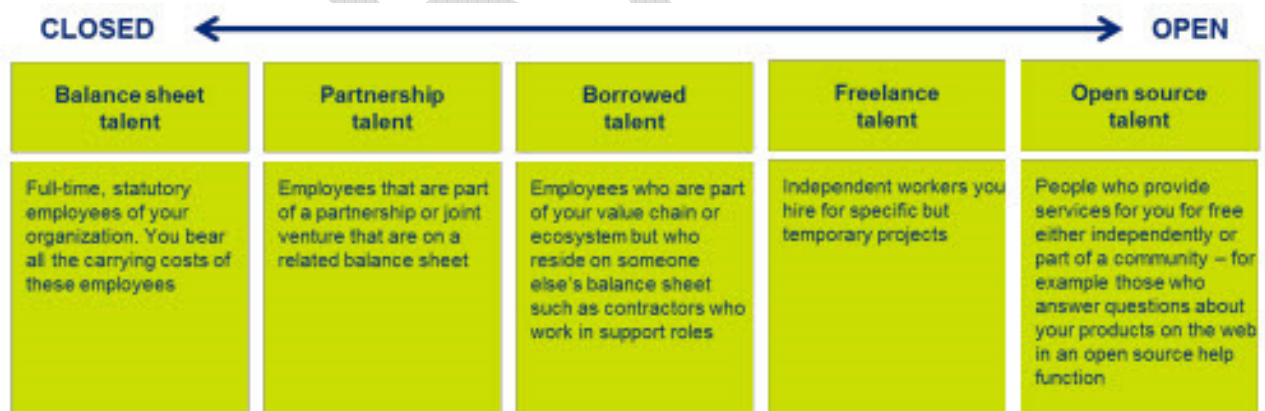 CLOSED
OPEN
Balance sheet
talent
Partnership
talent
Borrowed
talent
Freelance
talent
Open source
talent
Full-time, statutory
employees of your
organization. You bear
all the carrying costs of
these employees
Employees that are part
of a partnership or joint
venture that are on a
related balance sheet
Employees who are part
of your value chain or
ecosystem but who
reside on someone
else's balance sheet
such as contractors who
work in support roles
Independent workers you
hire for specific but
temporary projects
People who provide
services for you for free
either independently or
part of a community – for
example those who
answer questions about
your products on the web
in an open source help
function